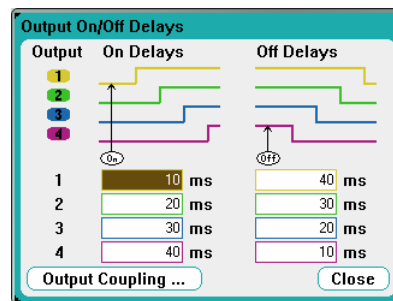 Output On/Off Delays
Output On Delays Off Delays
1
2
3
4
On Off
1 10 ms 40 ms
2 20 ms 30 ms
3 30 ms 20 ms
4 40 ms 10 ms
Output Coupling ... Close